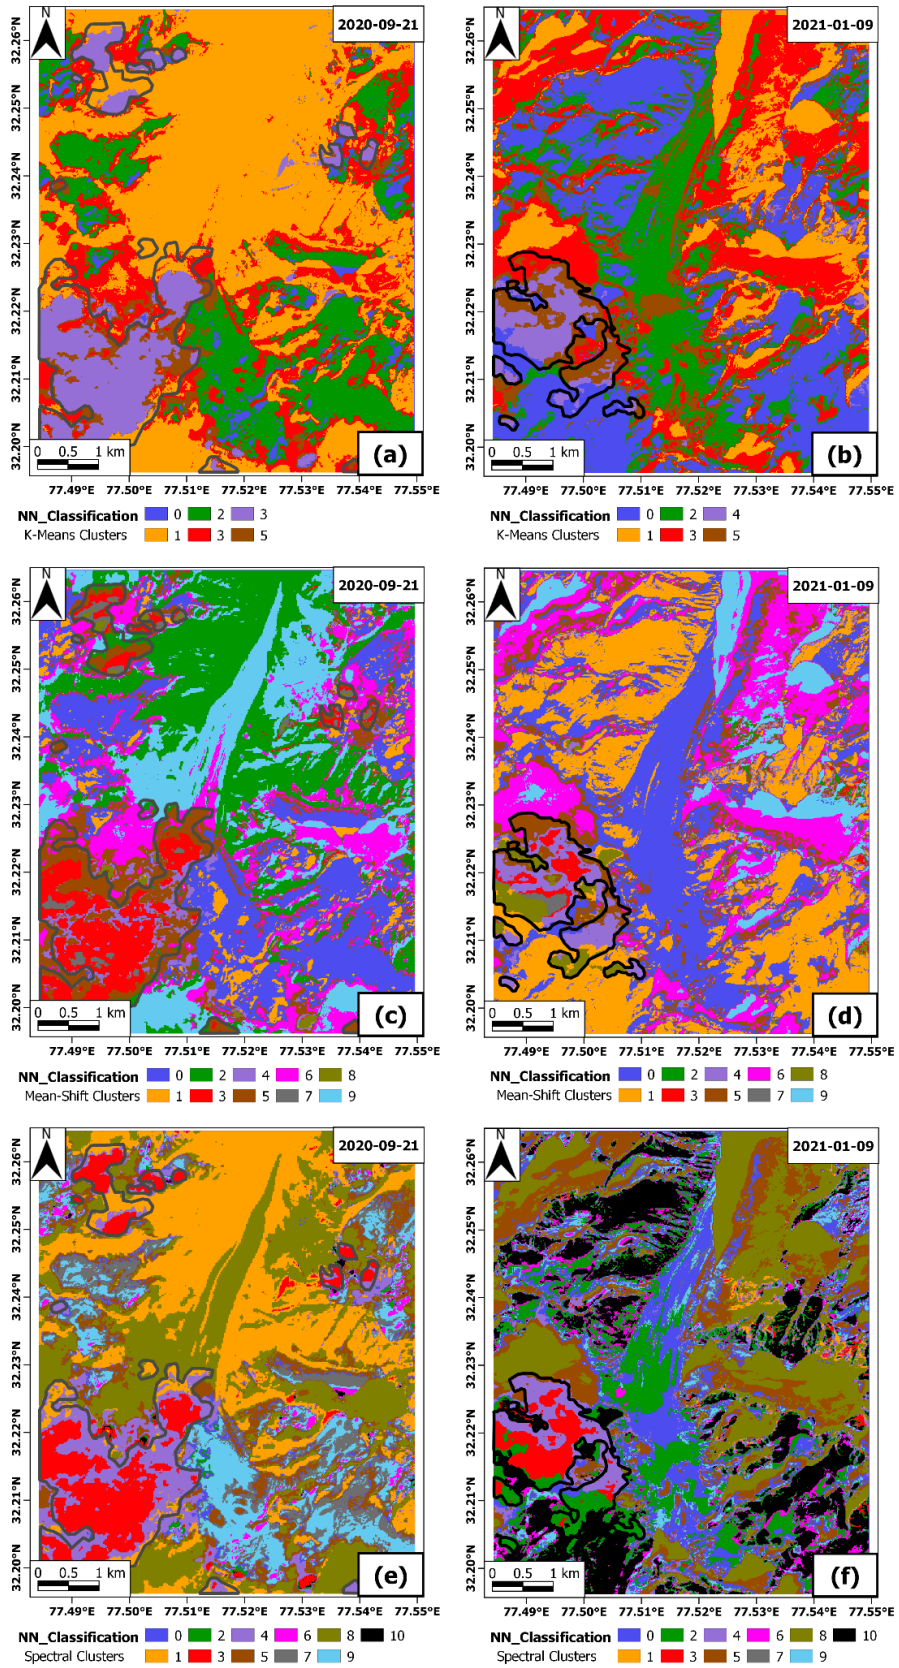 N
2020-09-21
32.26°N
32.25°N
32.24°N
32.23°N
32.22°N
32.21°N
32.20°N
0 0.5 1 km
(a)
77.49°E 77.50°E 77.51°E 77.52°E 77.53°E 77.54°E 77.55°E
NN_Classification 0 2 3
K-Means Clusters 1 3 5
N
2021-01-09
32.26°N
32.25°N
32.24°N
32.23°N
32.22°N
32.21°N
32.20°N
0 0.5 1 km
(b)
77.49°E 77.50°E 77.51°E 77.52°E 77.53°E 77.54°E 77.55°E
NN_Classification 0 2 4
K-Means Clusters 1 3 5
N
2020-09-21
32.26°N
32.25°N
32.24°N
32.23°N
32.22°N
32.21°N
32.20°N
0 0.5 1 km
(c)
77.49°E 77.50°E 77.51°E 77.52°E 77.53°E 77.54°E 77.55°E
NN_Classification 0 2 4 6 8
Mean-Shift Clusters 1 3 5 7 9
N
2021-01-09
32.26°N
32.25°N
32.24°N
32.23°N
32.22°N
32.21°N
32.20°N
0 0.5 1 km
(d)
77.49°E 77.50°E 77.51°E 77.52°E 77.53°E 77.54°E 77.55°E
NN_Classification 0 2 4 6 8
Mean-Shift Clusters 1 3 5 7 9
N
2020-09-21
32.26°N
32.25°N
32.24°N
32.23°N
32.22°N
32.21°N
32.20°N
0 0.5 1 km
(e)
77.49°E 77.50°E 77.51°E 77.52°E 77.53°E 77.54°E 77.55°E
NN_Classification 0 2 4 6 8 10
Spectral Clusters 1 3 5 7 9
N
2021-01-09
32.26°N
32.25°N
32.24°N
32.23°N
32.22°N
32.21°N
32.20°N
0 0.5 1 km
(f)
77.49°E 77.50°E 77.51°E 77.52°E 77.53°E 77.54°E 77.55°E
NN_Classification 0 2 4 6 8 10
Spectral Clusters 1 3 5 7 9